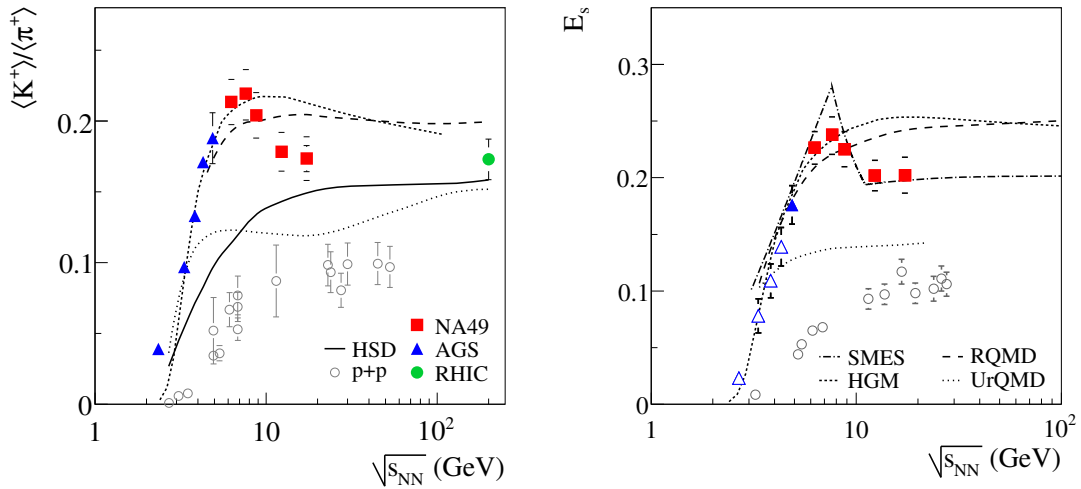 ⟨K⁺⟩/⟨π⁺⟩
0.2
0.1
0
1
10
10²
√s_NN (GeV)
HSD
p+p
NA49
AGS
RHIC
E_s
0.3
0.2
0.1
0
1
10
10²
√s_NN (GeV)
SMES
HGM
RQMD
UrQMD